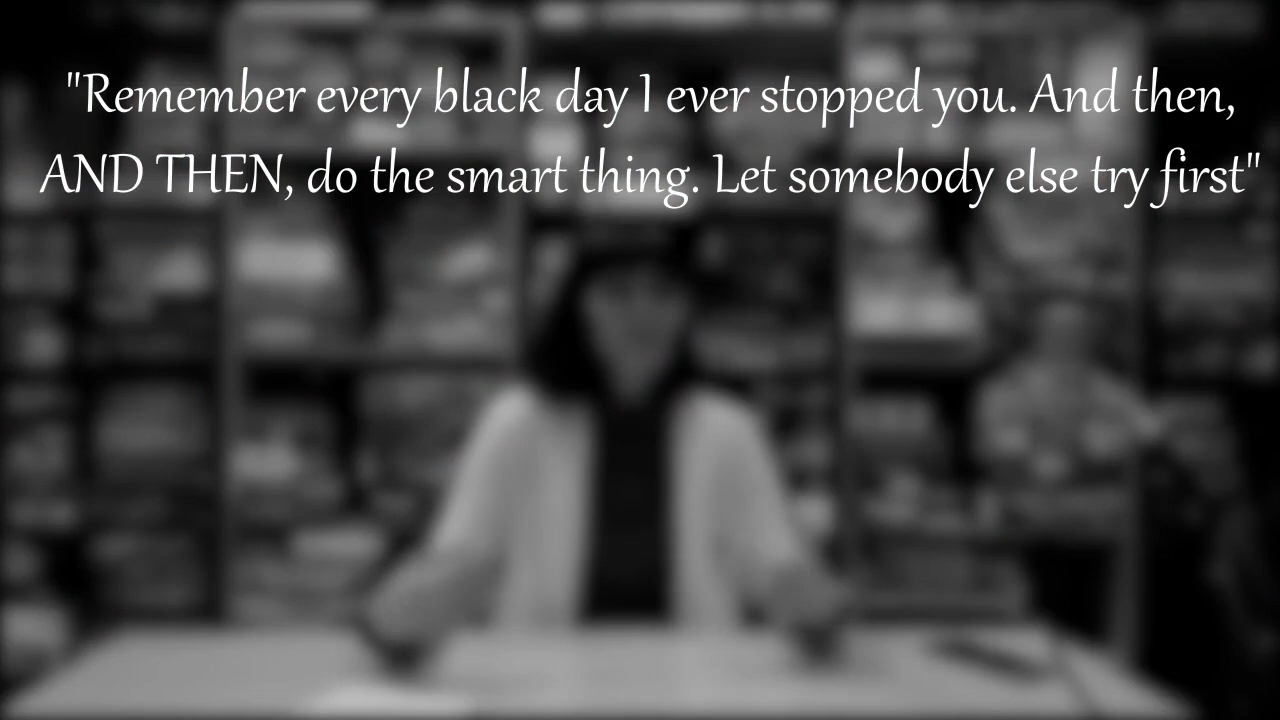 "Remember every black day I ever stopped you. And then,
AND THEN, do the smart thing. Let somebody else try first"